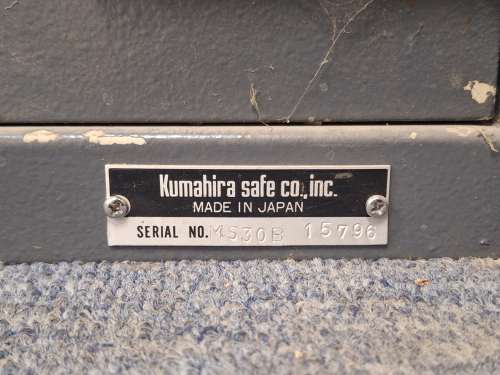 Kumahira safe co.,inc.
MADE IN JAPAN
SERIAL NO. MS30B 15796